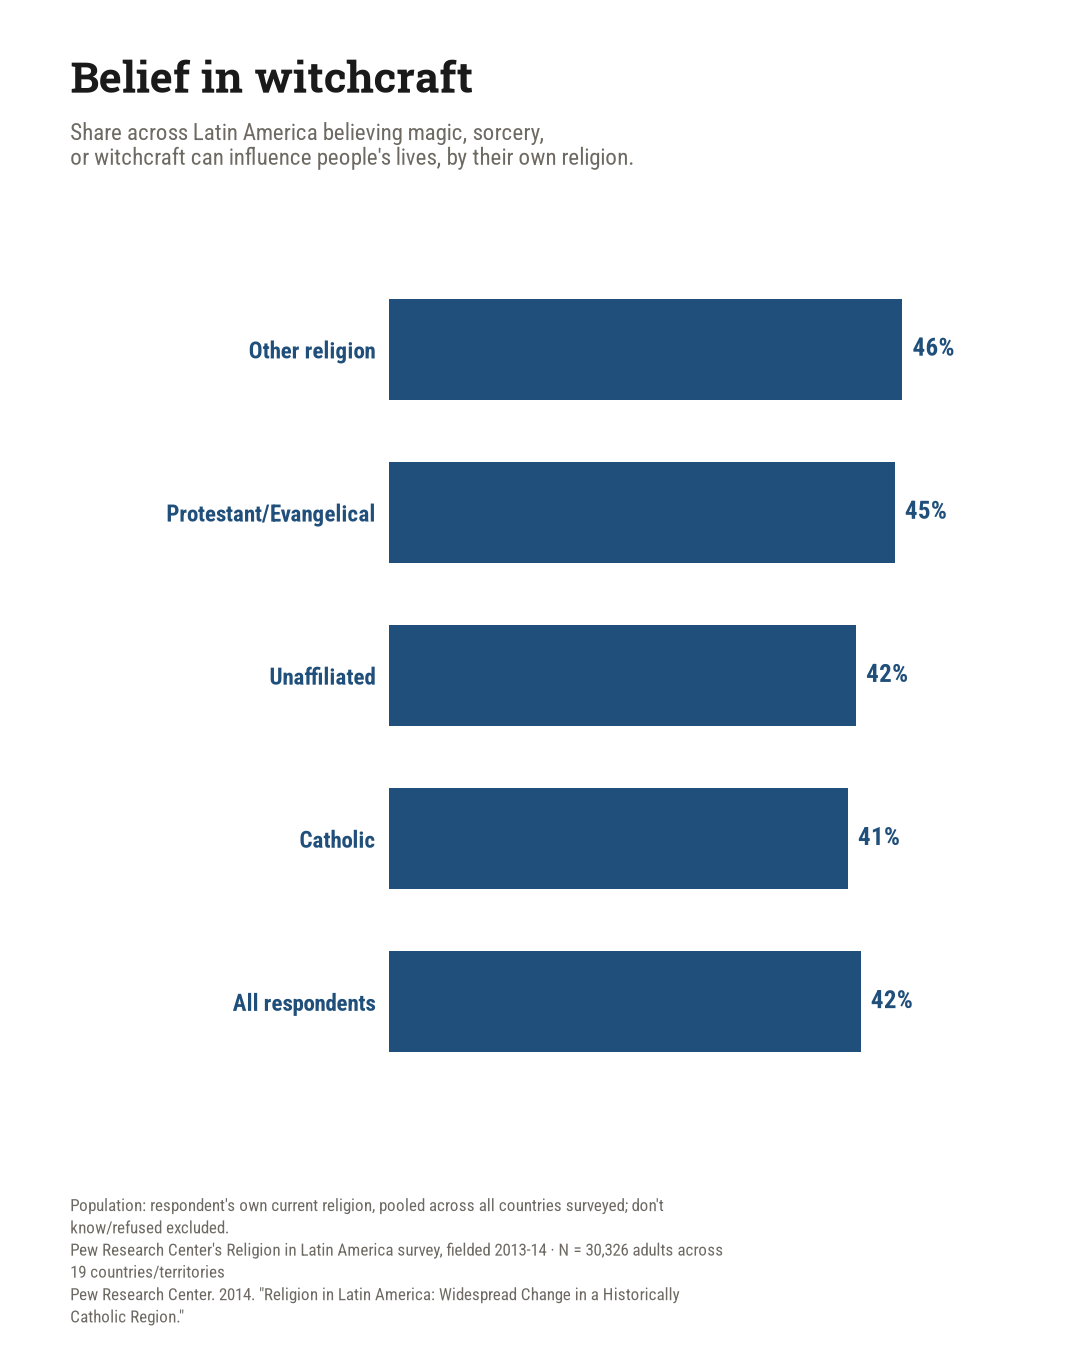 Belief in witchcraft
Share across Latin America believing magic, sorcery,
or witchcraft can influence people's lives, by their own religion.
Other religion 46%
Protestant/Evangelical 45%
Unaffiliated 42%
Catholic 41%
All respondents 42%
Population: respondent's own current religion, pooled across all countries surveyed; don't
know/refused excluded.
Pew Research Center's Religion in Latin America survey, fielded 2013-14 · N = 30,326 adults across
19 countries/territories
Pew Research Center. 2014. "Religion in Latin America: Widespread Change in a Historically
Catholic Region."